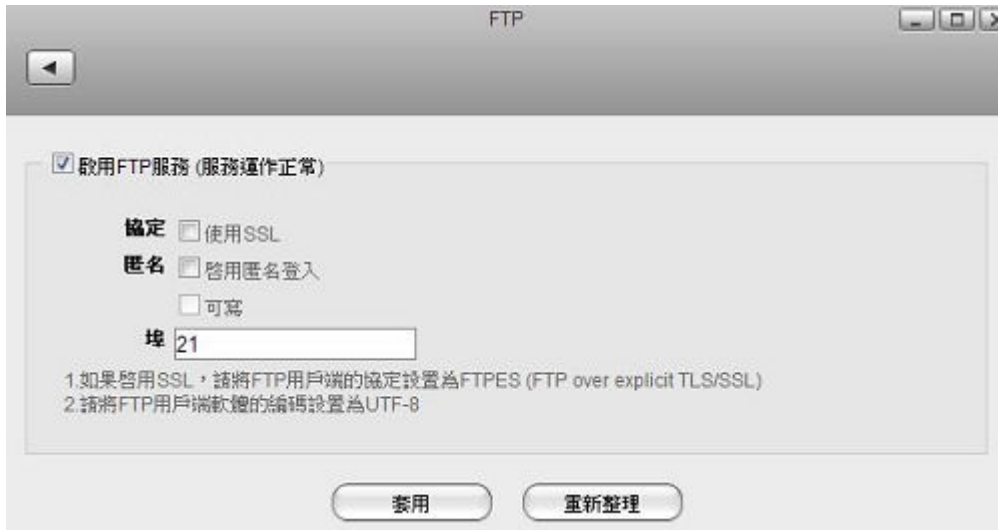 FTP
啟用FTP服務 (服務運作正常)
協定 使用SSL
匿名 啓用匿名登入
可寫
埠 21
1.如果啓用SSL，請將FTP用戶端的協定設置為FTPES (FTP over explicit TLS/SSL)
2.請將FTP用戶端軟體的編碼設置為UTF-8
套用 重新整理